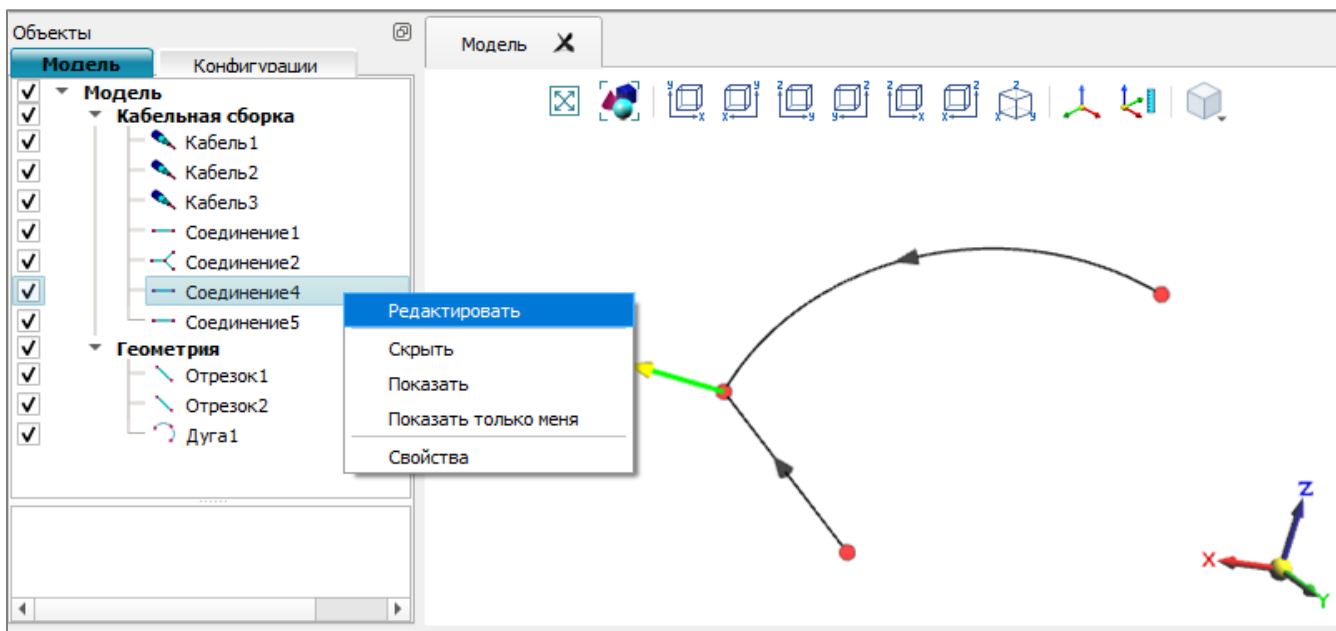 Объекты
Модель
Модель Конфигурации
Модель
Кабельная сборка
Кабель1
Кабель2
Кабель3
Соединение1
Соединение2
Соединение4
Соединение5
Геометрия
Отрезок1
Отрезок2
Дуга1
Редактировать
Скрыть
Показать
Показать только меня
Свойства
y x
y x
z y
z y
z x
z x
z x y
Z
X
Y